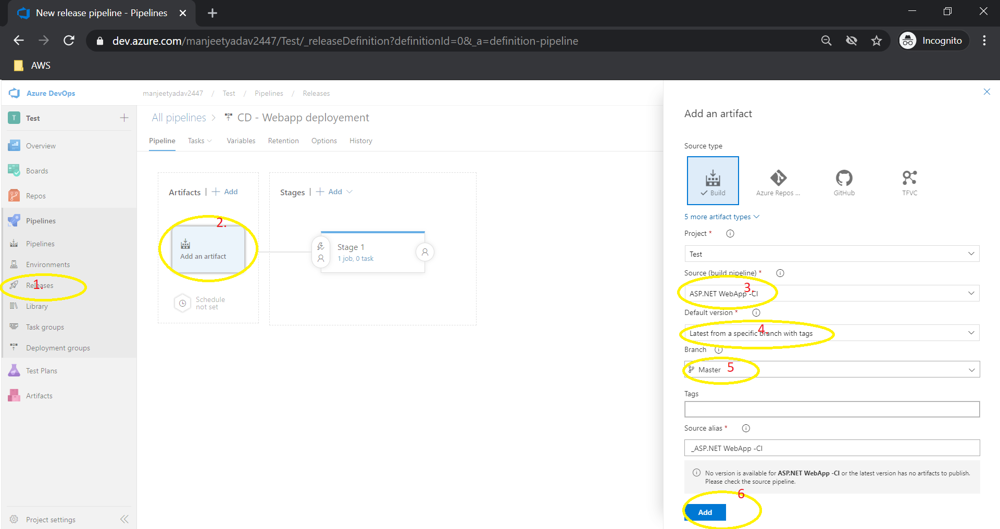 New release pipeline - Pipelines
dev.azure.com/manjeetyadav2447/Test/_releaseDefinition?definitionId=0&_a=definition-pipeline
Incognito
AWS
Azure DevOps
manjeetyadav2447 / Test / Pipelines / Releases
T Test
Overview
Boards
Repos
Pipelines
Pipelines
Environments
1. Releases
Library
Task groups
Deployment groups
Test Plans
Artifacts
Project settings
All pipelines > CD - Webapp deployement
Pipeline Tasks Variables Retention Options History
Artifacts | + Add
2.
Add an artifact
Schedule
not set
Stages | + Add
Stage 1
1 job, 0 task
Add an artifact
Source type
Build
Azure Repos ...
GitHub
TFVC
5 more artifact types
Project *
Test
Source (build pipeline) *
3.
ASP.NET WebApp -CI
Default version *
4.
Latest from a specific branch with tags
Branch
Master 5
Tags
Source alias *
_ASP.NET WebApp -CI
No version is available for ASP.NET WebApp -CI or the latest version has no artifacts to publish.
Please check the source pipeline.
6
Add